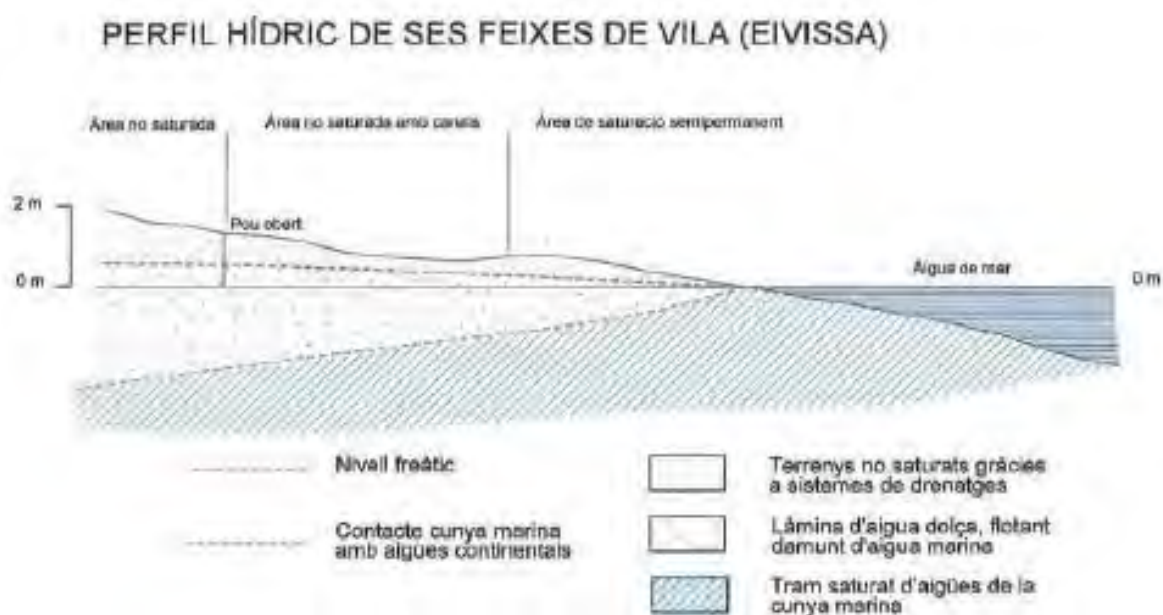 PERFIL HÍDRIC DE SES FEIXES DE VILA (EIVISSA)
Àrea no saturada
Àrea no saturada amb canals
Àrea de saturació semipermanent
2 m
Pou obert
0 m
Aigua de mar
0 m
Nivell freàtic
Contacte cunya marina
amb aigües continentals
Terrenys no saturats gràcies
a sistemes de drenatges
Làmina d'aigua dolça, flotant
damunt d'aigua marina
Tram saturat d'aigües de la
cunya marina